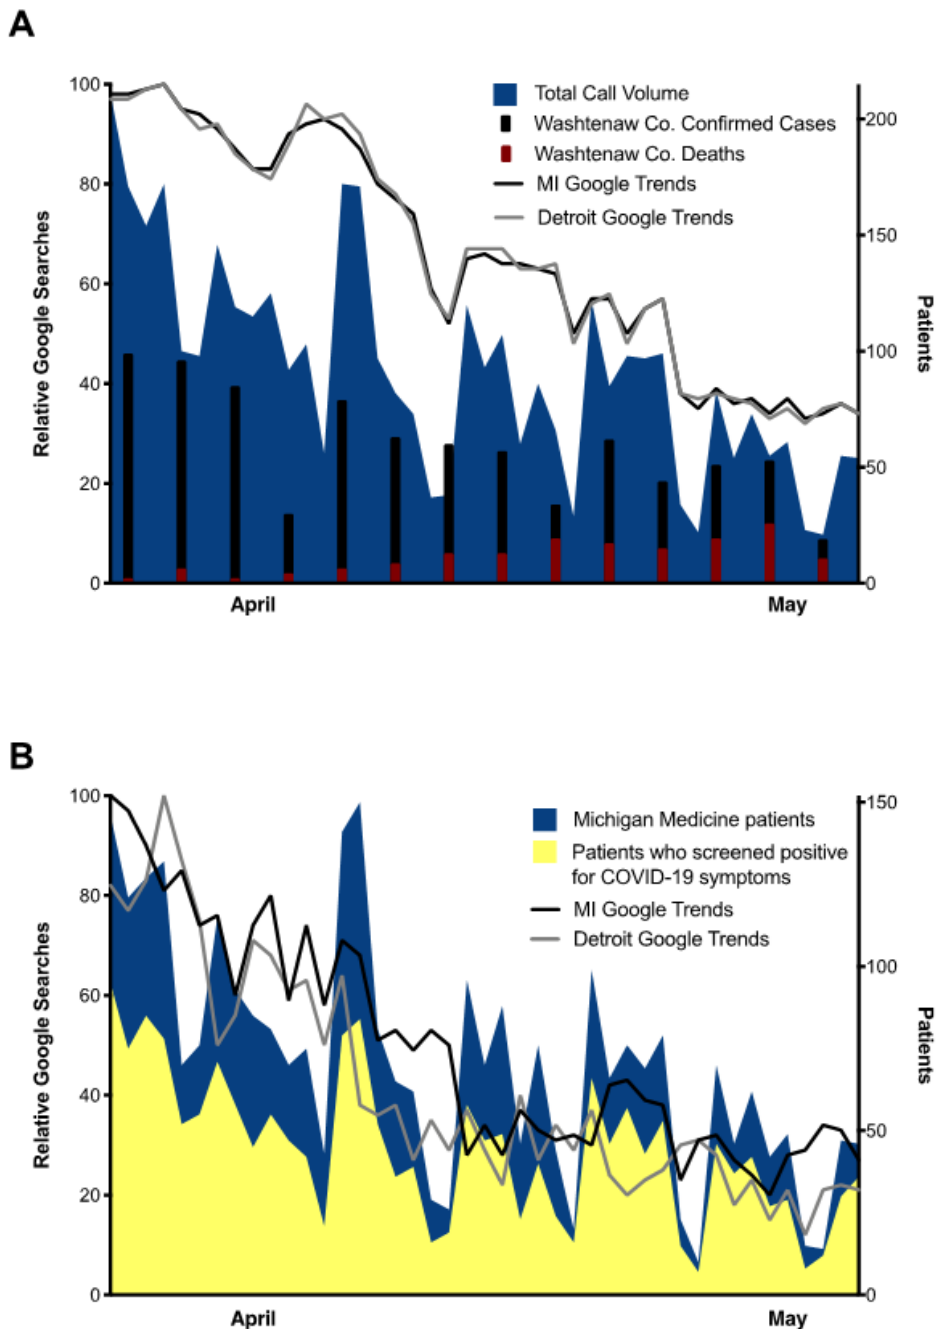 A
100
80
60
40
20
0
Relative Google Searches
Total Call Volume
Washtenaw Co. Confirmed Cases
Washtenaw Co. Deaths
MI Google Trends
Detroit Google Trends
200
150
100
50
0
Patients
April
May
B
100
80
60
40
20
0
Relative Google Searches
Michigan Medicine patients
Patients who screened positive
for COVID-19 symptoms
MI Google Trends
Detroit Google Trends
150
100
50
0
Patients
April
May